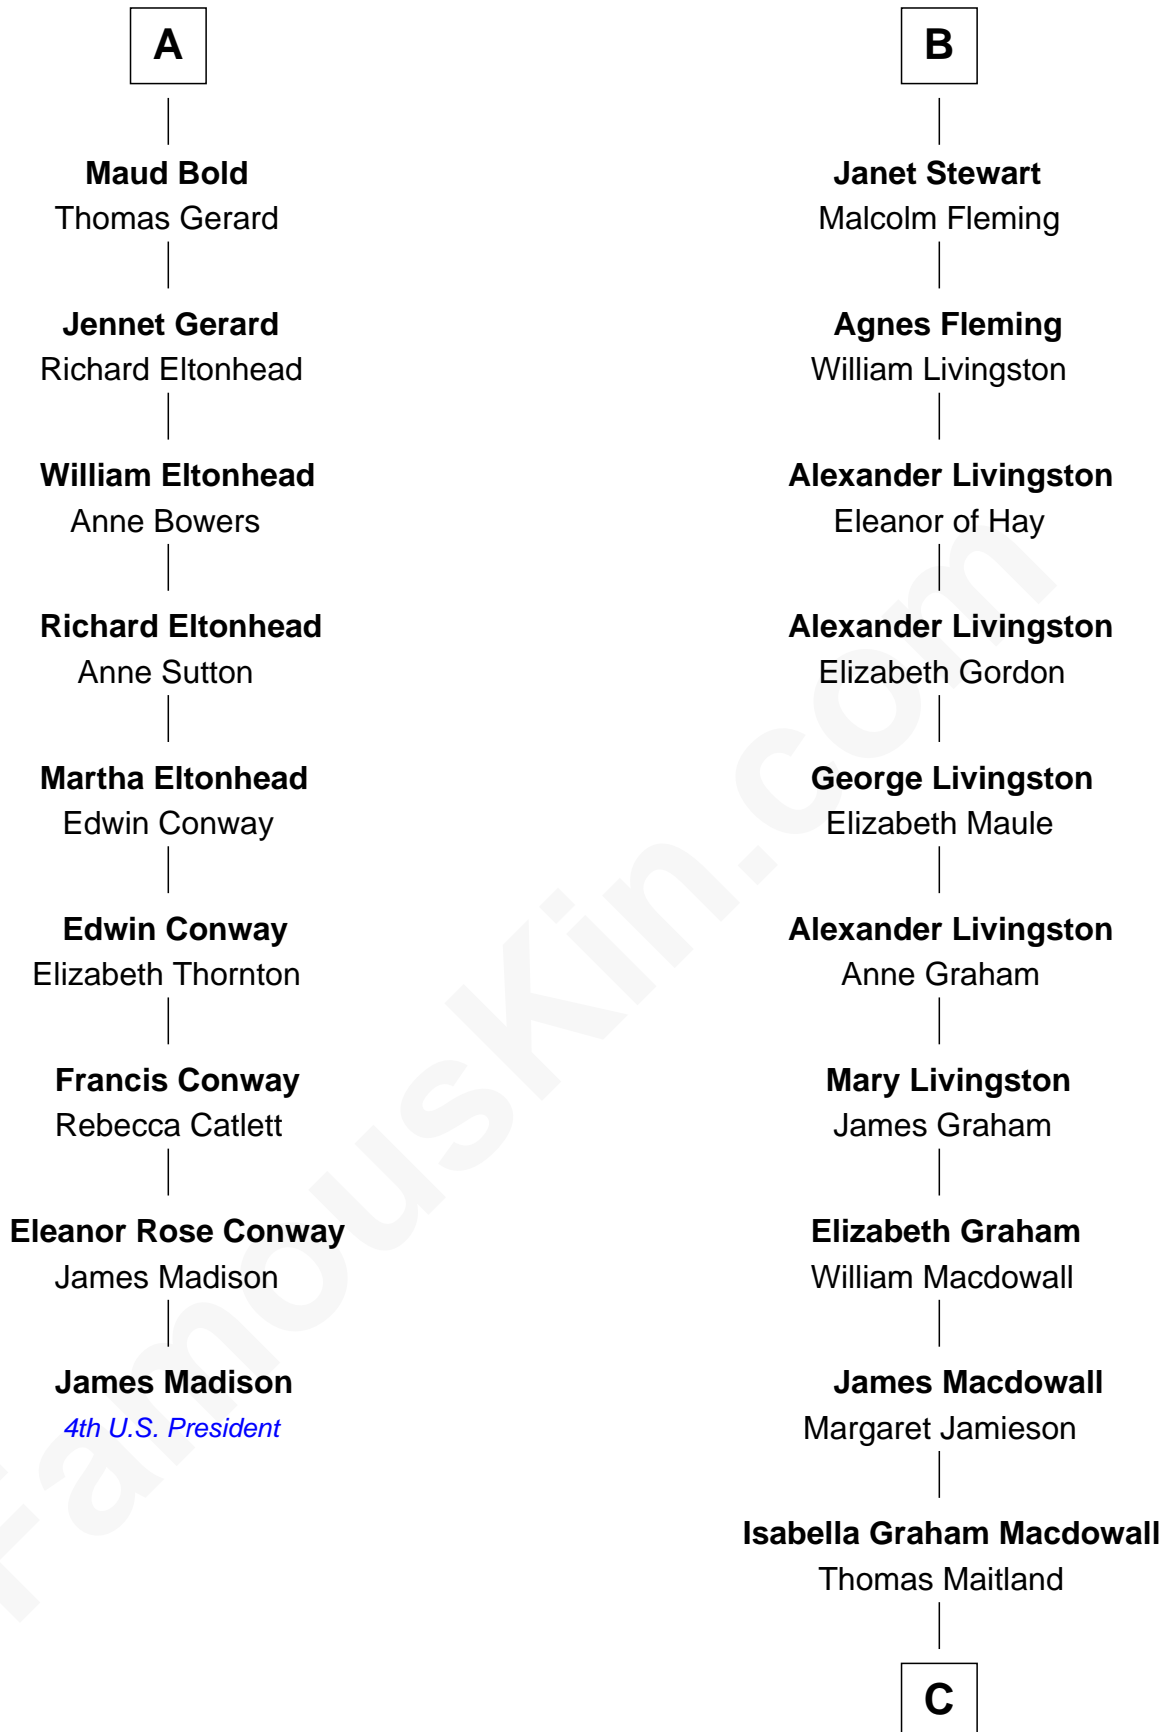 A
Maud Bold
Thomas Gerard
Jennet Gerard
Richard Eltonhead
William Eltonhead
Anne Bowers
Richard Eltonhead
Anne Sutton
Martha Eltonhead
Edwin Conway
Edwin Conway
Elizabeth Thornton
Francis Conway
Rebecca Catlett
Eleanor Rose Conway
James Madison
James Madison
4th U.S. President
B
Janet Stewart
Malcolm Fleming
Agnes Fleming
William Livingston
Alexander Livingston
Eleanor of Hay
Alexander Livingston
Elizabeth Gordon
George Livingston
Elizabeth Maule
Alexander Livingston
Anne Graham
Mary Livingston
James Graham
Elizabeth Graham
William Macdowall
James Macdowall
Margaret Jamieson
Isabella Graham Macdowall
Thomas Maitland
C
FamousKin.com